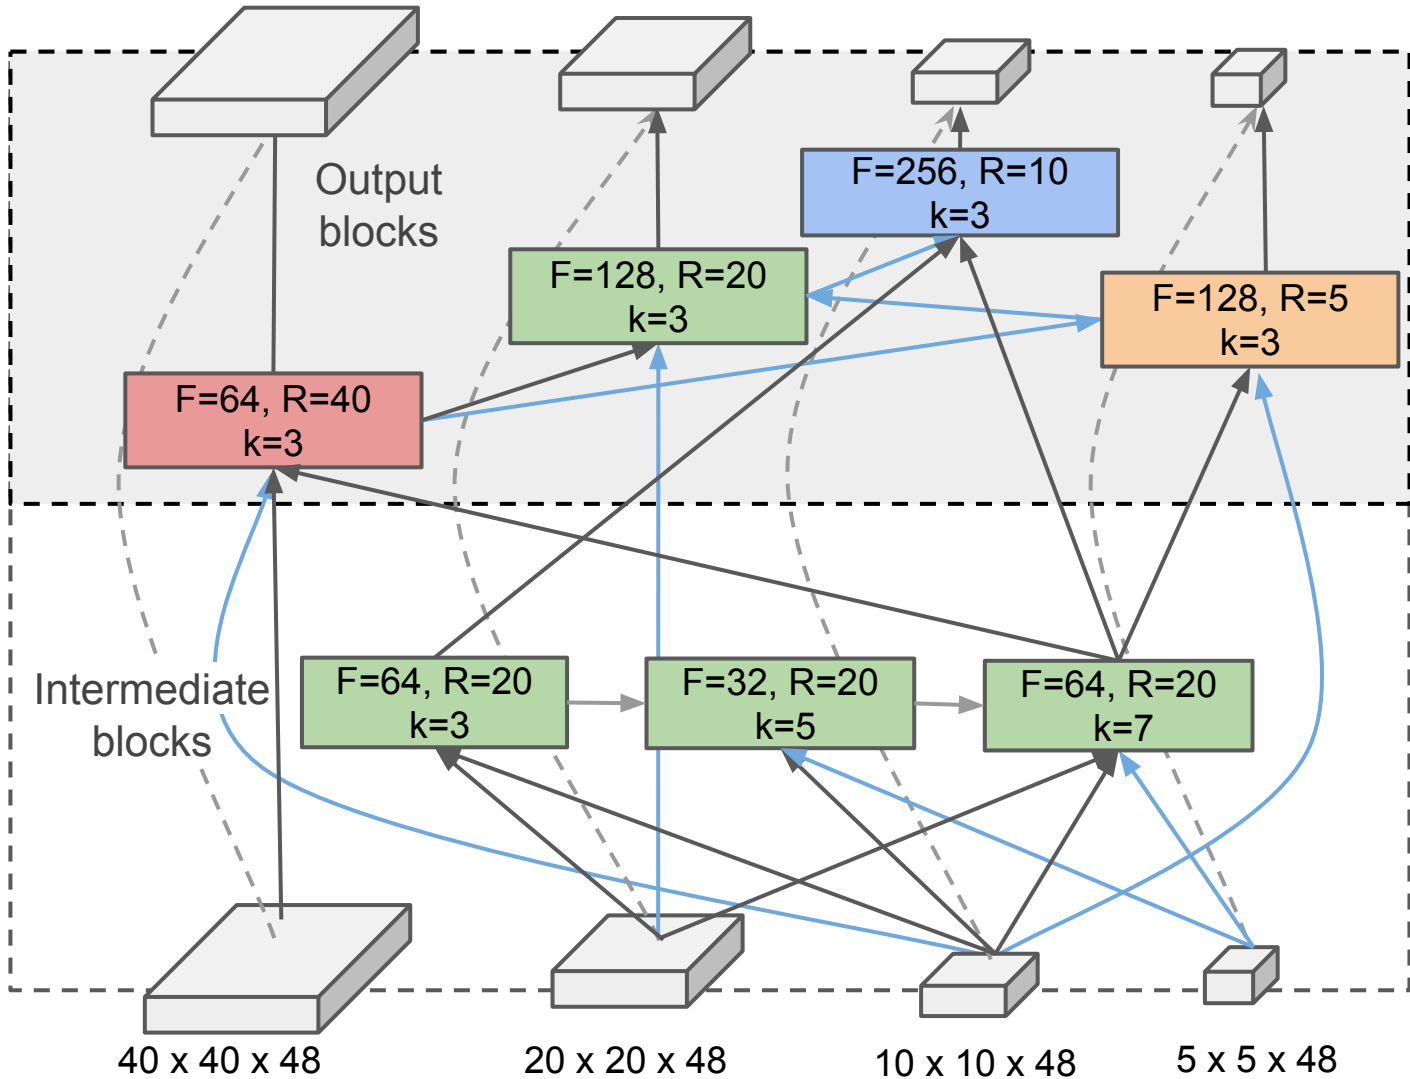 Output
blocks
F=256, R=10
k=3
F=128, R=20
k=3
F=128, R=5
k=3
F=64, R=40
k=3
Intermediate
blocks
F=64, R=20
k=3
F=32, R=20
k=5
F=64, R=20
k=7
40 x 40 x 48
20 x 20 x 48
10 x 10 x 48
5 x 5 x 48